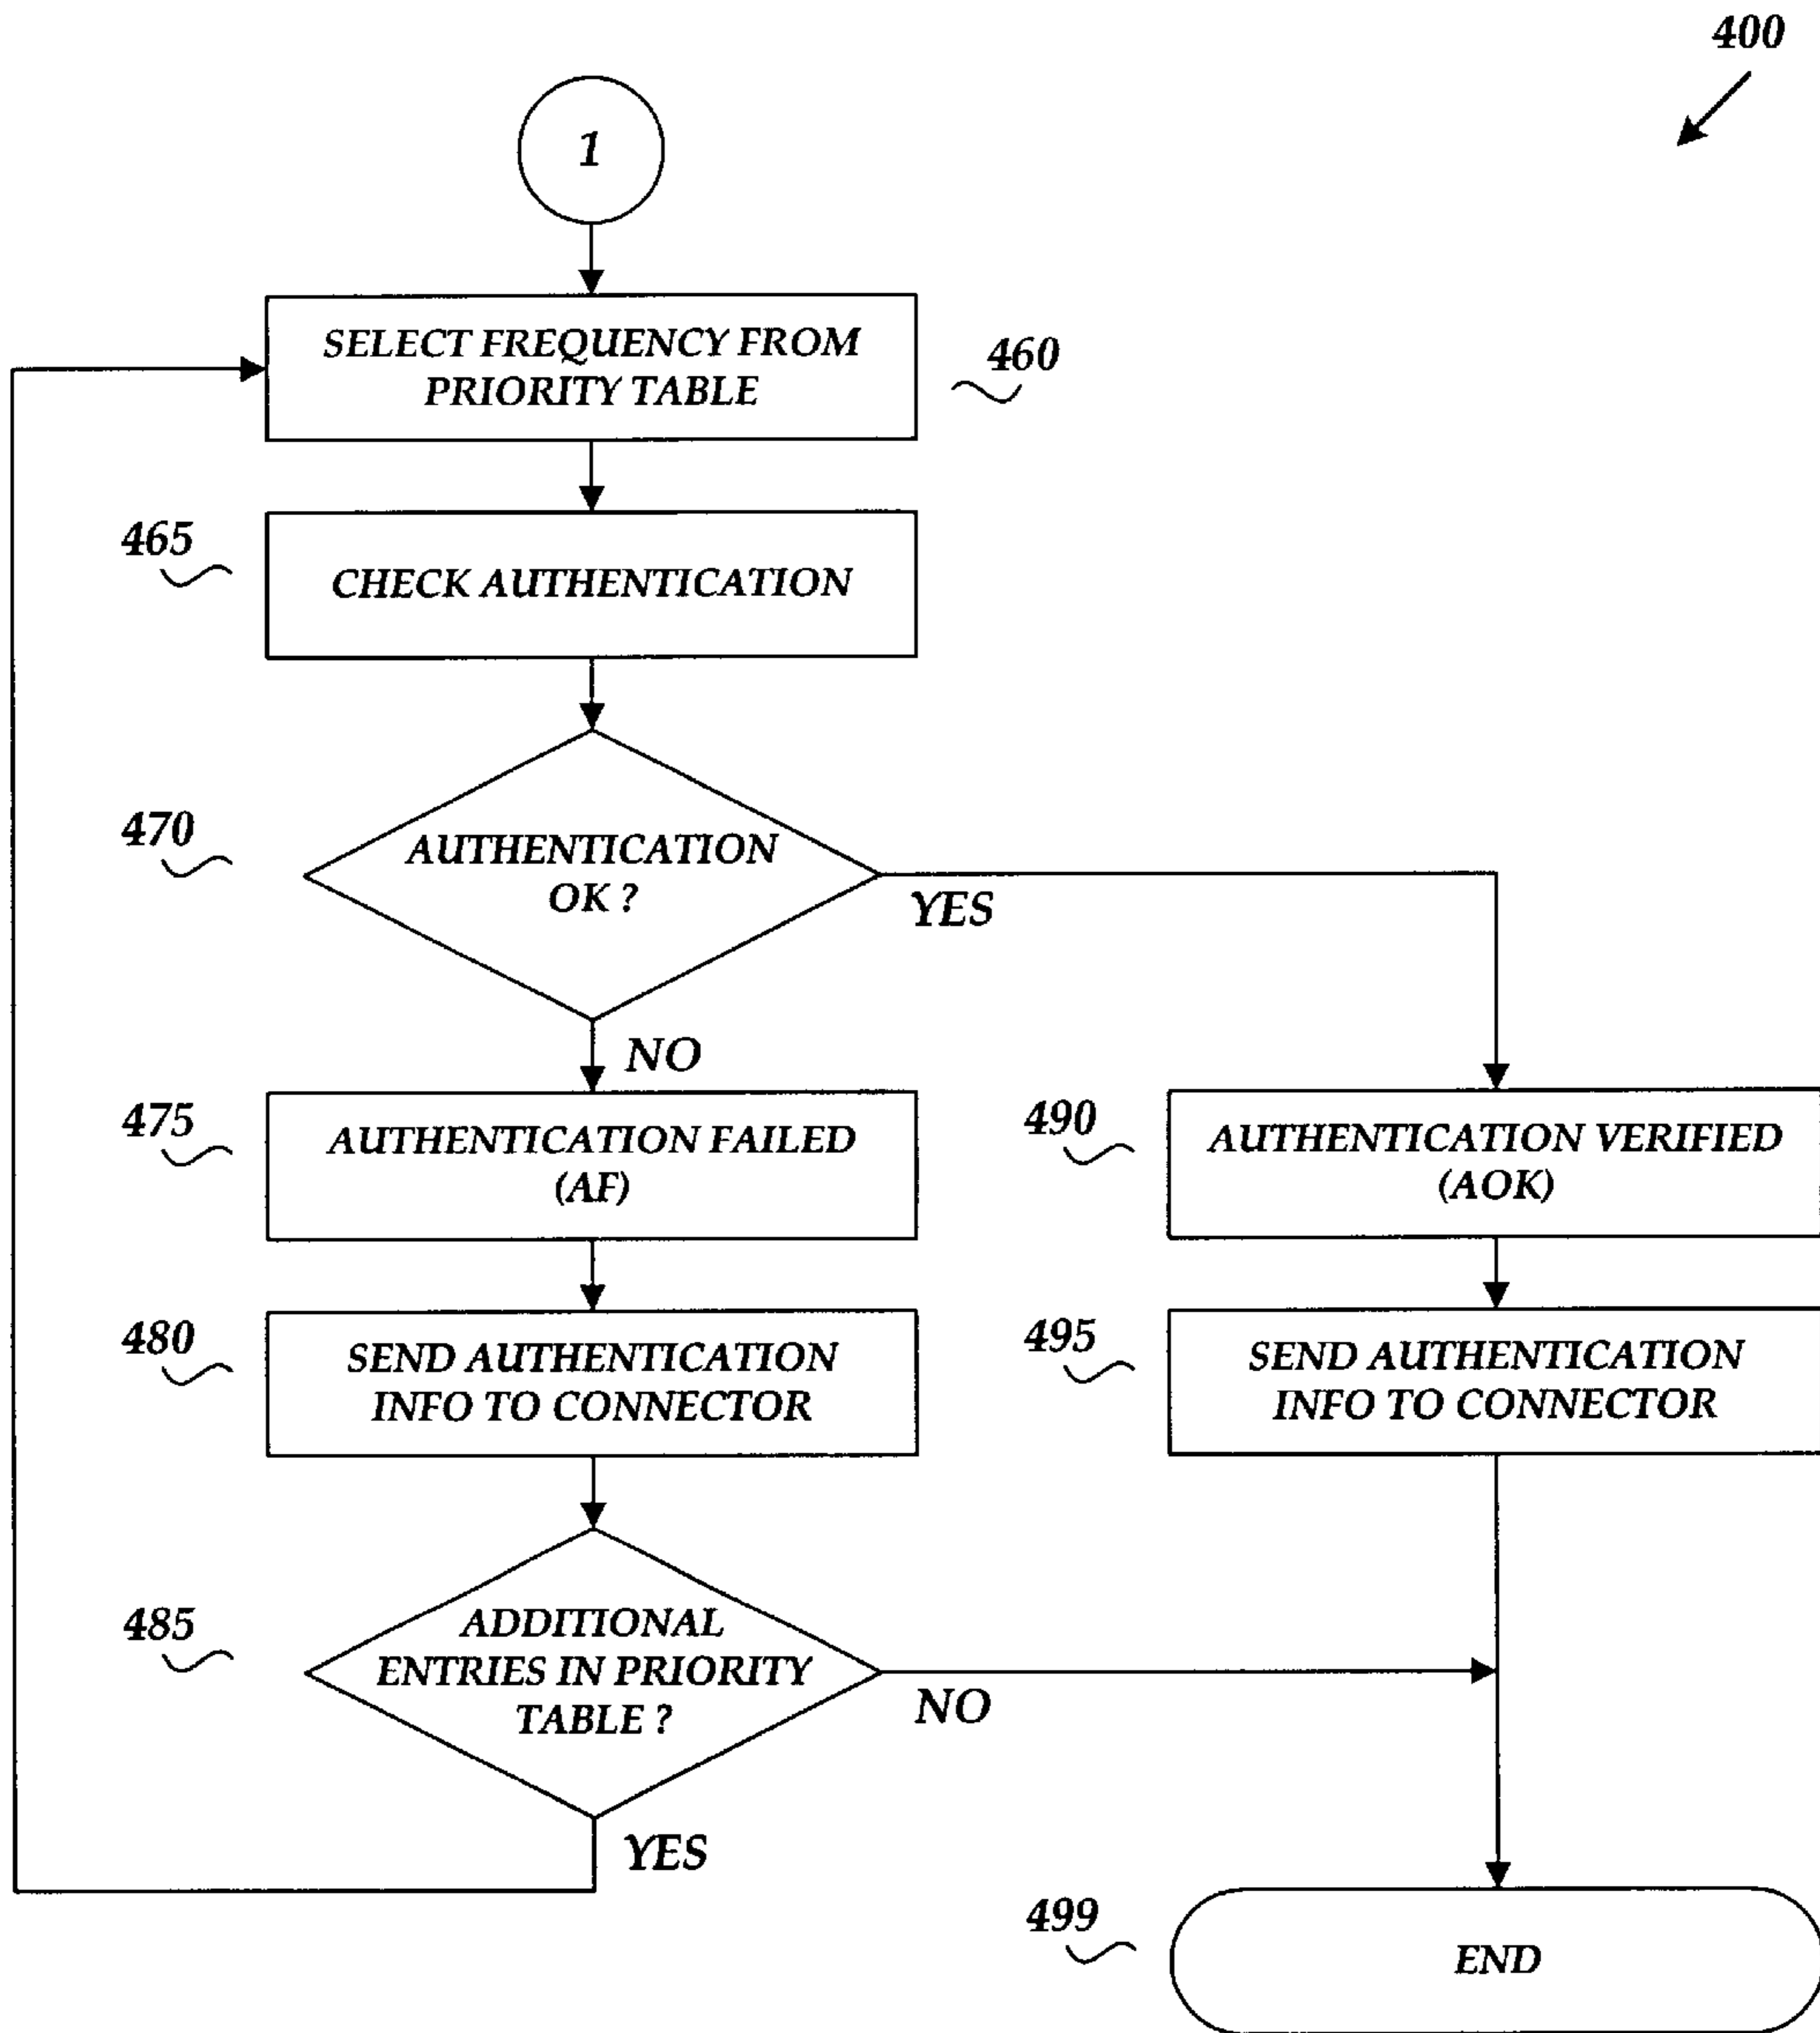 400
1
SELECT FREQUENCY FROM
PRIORITY TABLE
460
465
CHECK AUTHENTICATION
470
AUTHENTICATION
OK ?
YES
NO
475
AUTHENTICATION FAILED
(AF)
490
AUTHENTICATION VERIFIED
(AOK)
480
SEND AUTHENTICATION
INFO TO CONNECTOR
495
SEND AUTHENTICATION
INFO TO CONNECTOR
485
ADDITIONAL
ENTRIES IN PRIORITY
TABLE ?
NO
YES
499
END